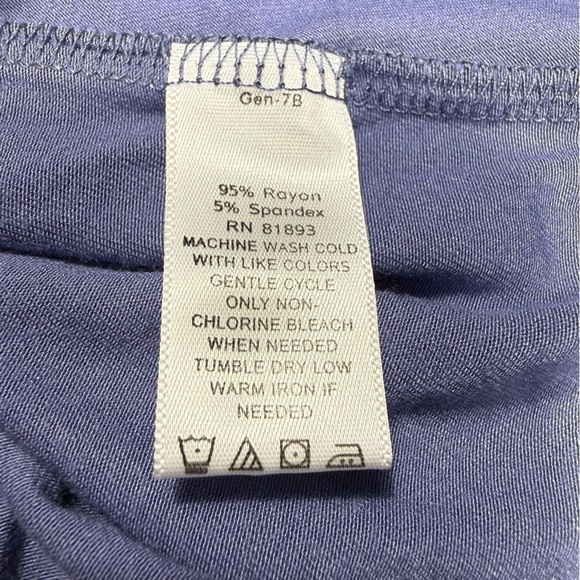 Gen-7B
95% Rayon
5% Spandex
RN 81893
MACHINE WASH COLD
WITH LIKE COLORS
GENTLE CYCLE
ONLY NON-
CHLORINE BLEACH
WHEN NEEDED
TUMBLE DRY LOW
WARM IRON IF
NEEDED